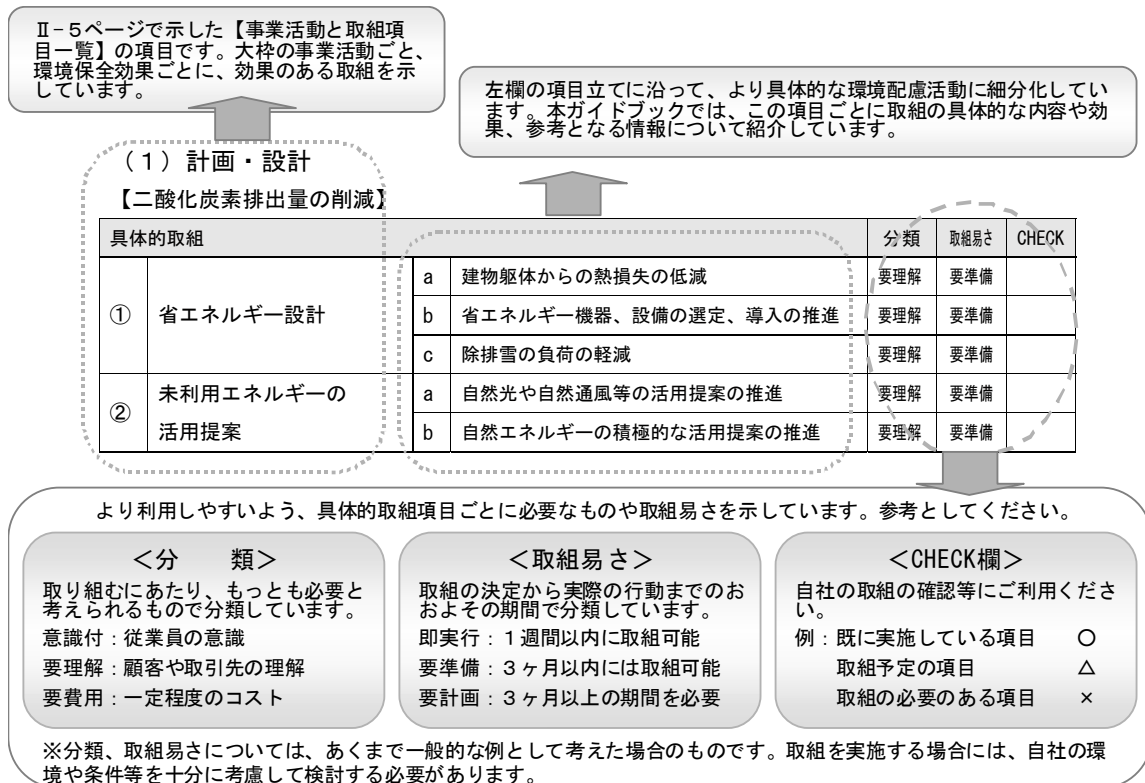 Ⅱ-5ページで示した【事業活動と取組項
目一覧】の項目です。大枠の事業活動ごと、
環境保全効果ごとに、効果のある取組を示
しています。
左欄の項目立てに沿って、より具体的な環境配慮活動に細分化してい
ます。本ガイドブックでは、この項目ごとに取組の具体的な内容や効
果、参考となる情報について紹介しています。
（１）計画・設計
【二酸化炭素排出量の削減】
具体的取組 分類 取組易さ CHECK
① 省エネルギー設計 a 建物躯体からの熱損失の低減 要理解 要準備
b 省エネルギー機器、設備の選定、導入の推進 要理解 要準備
c 除排雪の負荷の軽減 要理解 要準備
② 未利用エネルギーの
活用提案
a 自然光や自然通風等の活用提案の推進 要理解 要準備
b 自然エネルギーの積極的な活用提案の推進 要理解 要準備
より利用しやすいよう、具体的取組項目ごとに必要なものや取組易さを示しています。参考としてください。
＜分　　類＞
取り組むにあたり、もっとも必要と
考えられるもので分類しています。
意識付：従業員の意識
要理解：顧客や取引先の理解
要費用：一定程度のコスト
＜取組易さ＞
取組の決定から実際の行動までのお
およその期間で分類しています。
即実行：１週間以内に取組可能
要準備：３ヶ月以内には取組可能
要計画：３ヶ月以上の期間を必要
＜CHECK欄＞
自社の取組の確認等にご利用くださ
い。
例：既に実施している項目　○
取組予定の項目　△
取組の必要のある項目　×
※分類、取組易さについては、あくまで一般的な例として考えた場合のものです。取組を実施する場合には、自社の環
境や条件等を十分に考慮して検討する必要があります。